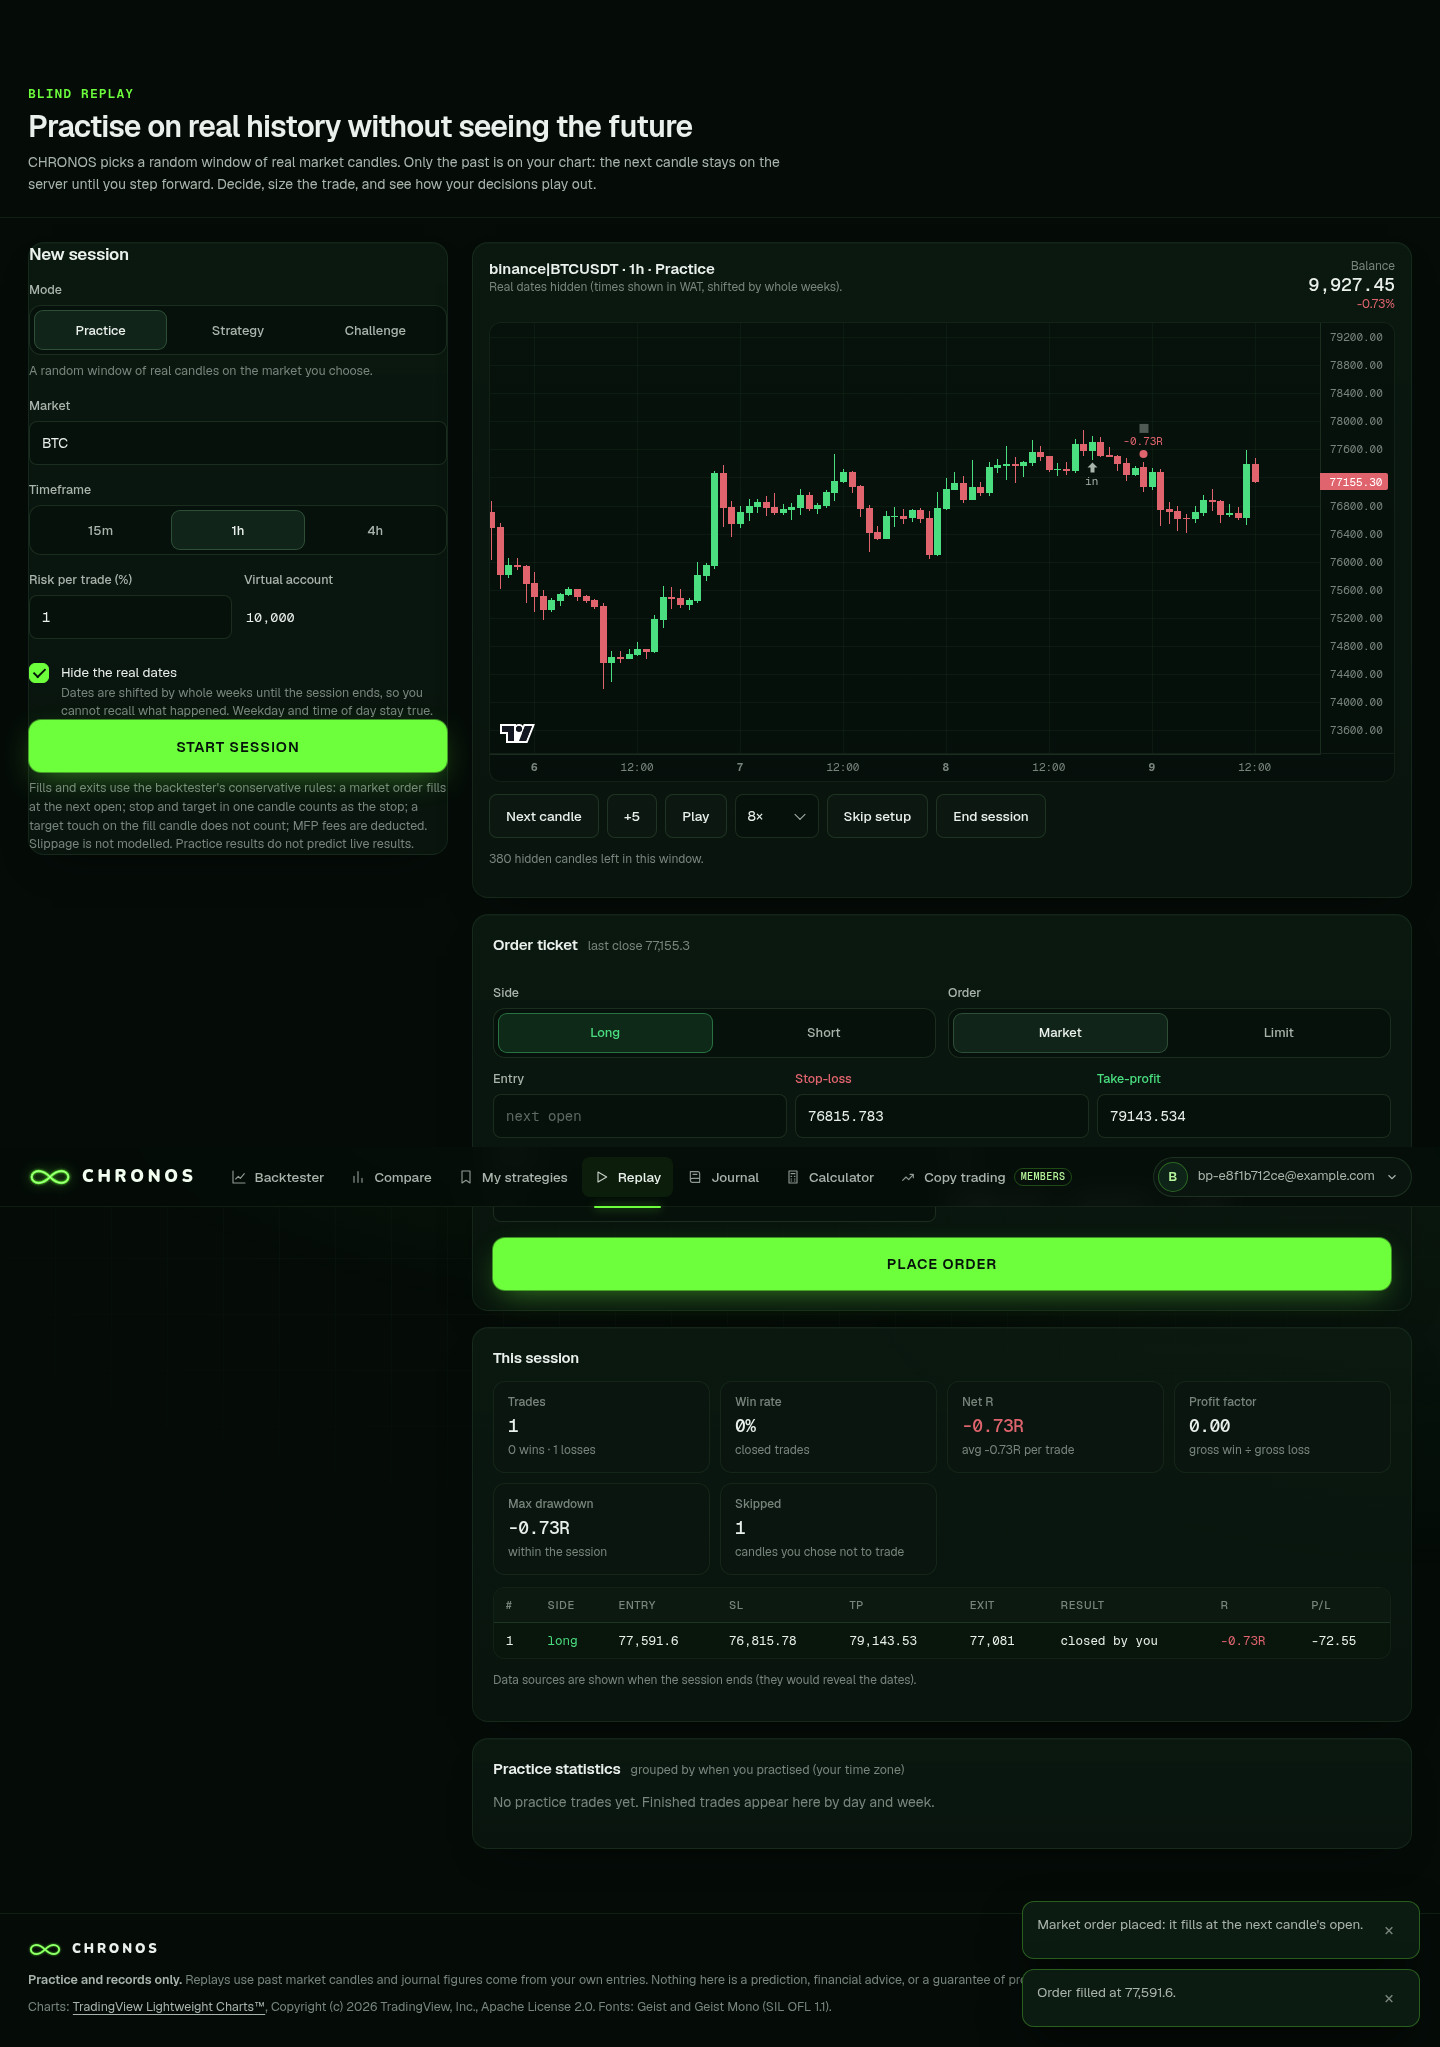 BLIND REPLAY
Practise on real history without seeing the future
CHRONOS picks a random window of real market candles. Only the past is on your chart: the next candle stays on the
server until you step forward. Decide, size the trade, and see how your decisions play out.
New session
Mode
Practice Strategy Challenge
A random window of real candles on the market you choose.
Market
BTC
Timeframe
15m 1h 4h
Risk per trade (%) Virtual account
1 10,000
Hide the real dates
Dates are shifted by whole weeks until the session ends, so you
cannot recall what happened. Weekday and time of day stay true.
START SESSION
Fills and exits use the backtester's conservative rules: a market order fills
at the next open; stop and target in one candle counts as the stop; a
target touch on the fill candle does not count; MFP fees are deducted.
Slippage is not modelled. Practice results do not predict live results.
binance|BTCUSDT · 1h · Practice
Real dates hidden (times shown in WAT, shifted by whole weeks).
Balance
9,927.45
-0.73%
79200.00
78800.00
78400.00
78000.00
77600.00
77155.30
76800.00
76400.00
76000.00
75600.00
75200.00
74800.00
74400.00
74000.00
73600.00
-0.73R
in
6 12:00 7 12:00 8 12:00 9 12:00
Next candle +5 Play 8× Skip setup End session
380 hidden candles left in this window.
Order ticket last close 77,155.3
Side Order
Long Short Market Limit
Entry Stop-loss Take-profit
next open 76815.783 79143.534
CHRONOS Backtester Compare My strategies Replay Journal Calculator Copy trading MEMBERS B bp-e8f1b712ce@example.com
PLACE ORDER
This session
Trades Win rate Net R Profit factor
1 0% -0.73R 0.00
0 wins · 1 losses closed trades avg -0.73R per trade gross win ÷ gross loss
Max drawdown Skipped
-0.73R 1
within the session candles you chose not to trade
# SIDE ENTRY SL TP EXIT RESULT R P/L
1 long 77,591.6 76,815.78 79,143.53 77,081 closed by you -0.73R -72.55
Data sources are shown when the session ends (they would reveal the dates).
Practice statistics grouped by when you practised (your time zone)
No practice trades yet. Finished trades appear here by day and week.
Market order placed: it fills at the next candle's open. ×
Order filled at 77,591.6. ×
CHRONOS
Practice and records only. Replays use past market candles and journal figures come from your own entries. Nothing here is a prediction, financial advice, or a guarantee of
Charts: TradingView Lightweight Charts™, Copyright (c) 2026 TradingView, Inc., Apache License 2.0. Fonts: Geist and Geist Mono (SIL OFL 1.1).